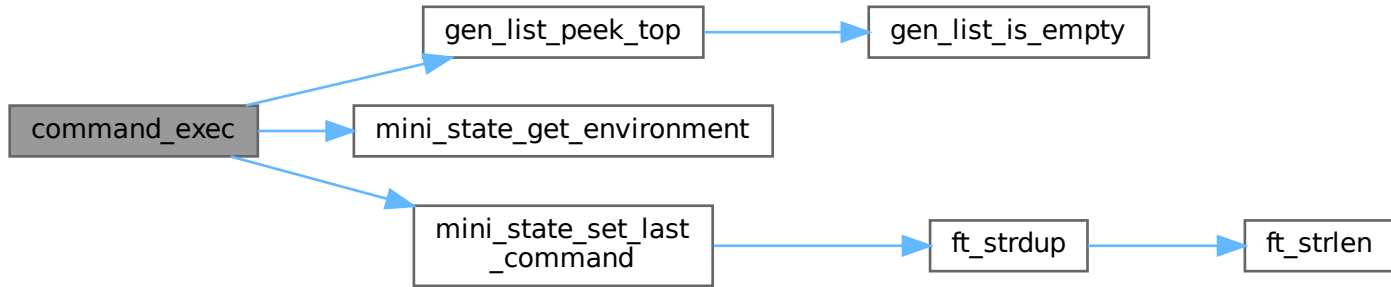 gen_list_peek_top
gen_list_is_empty
command_exec
mini_state_get_environment
mini_state_set_last
_command
ft_strdup
ft_strlen